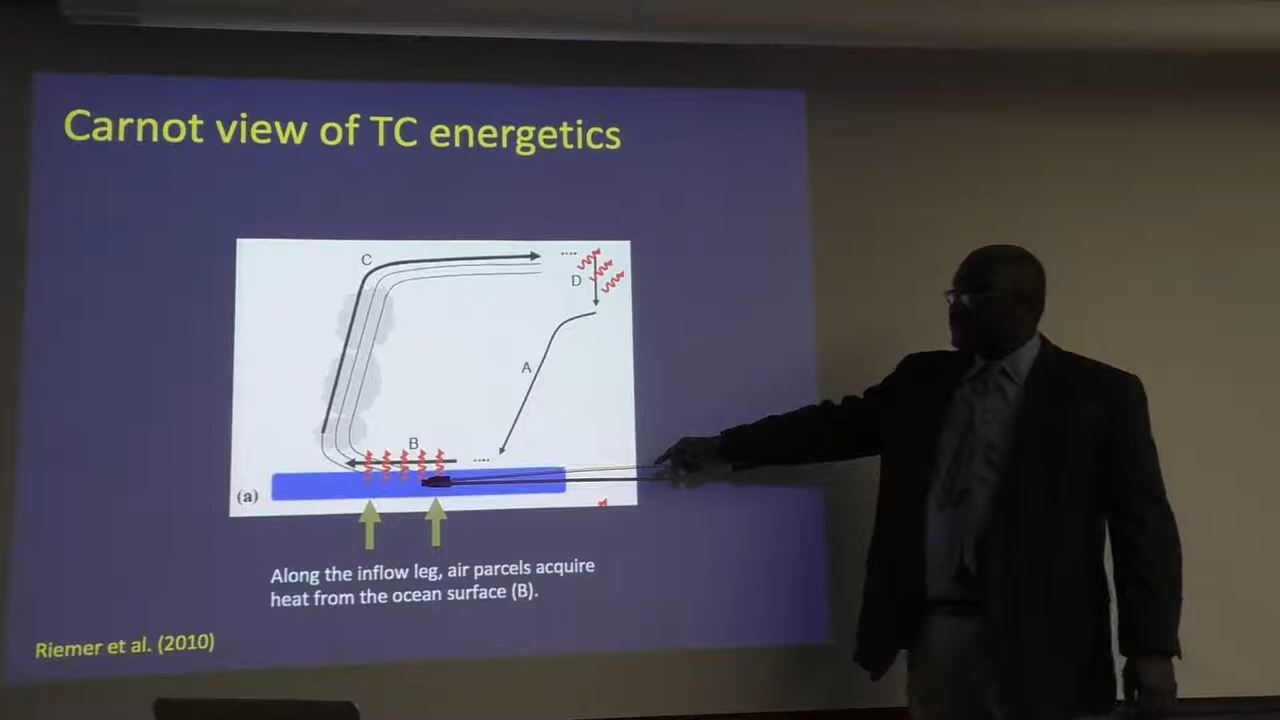 Carnot view of TC energetics
C
....
D
A
B
....
(a)
Along the inflow leg, air parcels acquire
heat from the ocean surface (B).
Riemer et al. (2010)